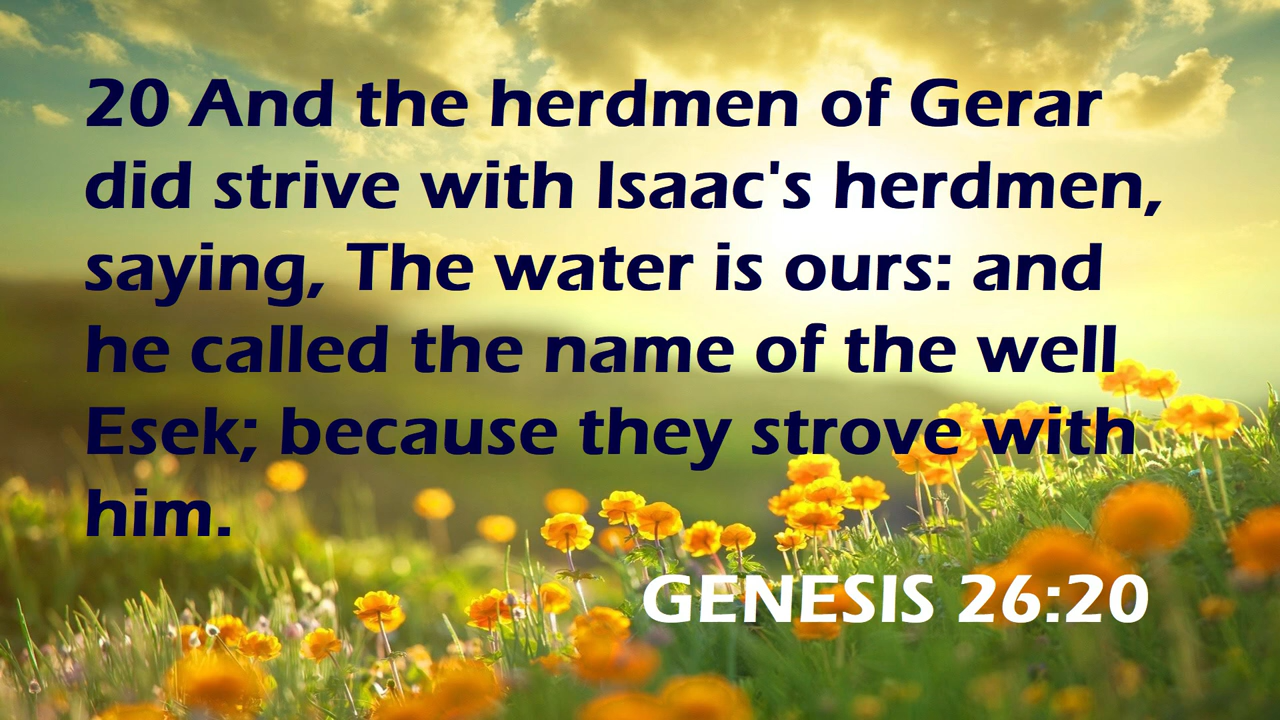 20 And the herdmen of Gerar
did strive with Isaac's herdmen,
saying, The water is ours: and
he called the name of the well
Esek; because they strove with
him.
GENESIS 26:20